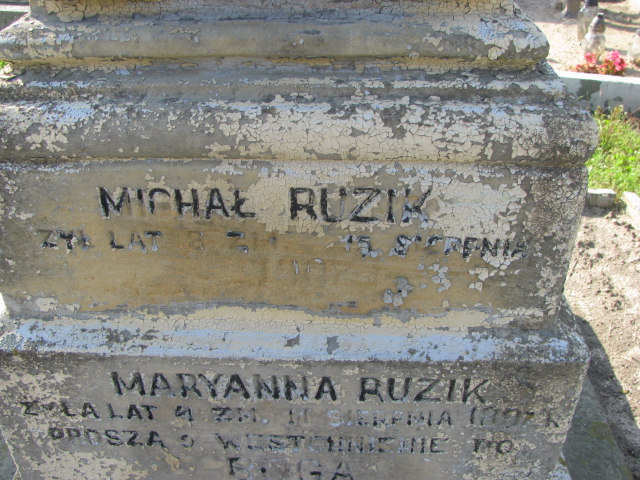 MICHAŁ RUZIK
ŻYŁ LAT ZM 15 SIERPNIA
MARYANNA RUZIK
ŻYŁA LAT 4 ZM. 11 SIERPNIA
PROSZĄ O WESTCHNIENIE DO
BOGA